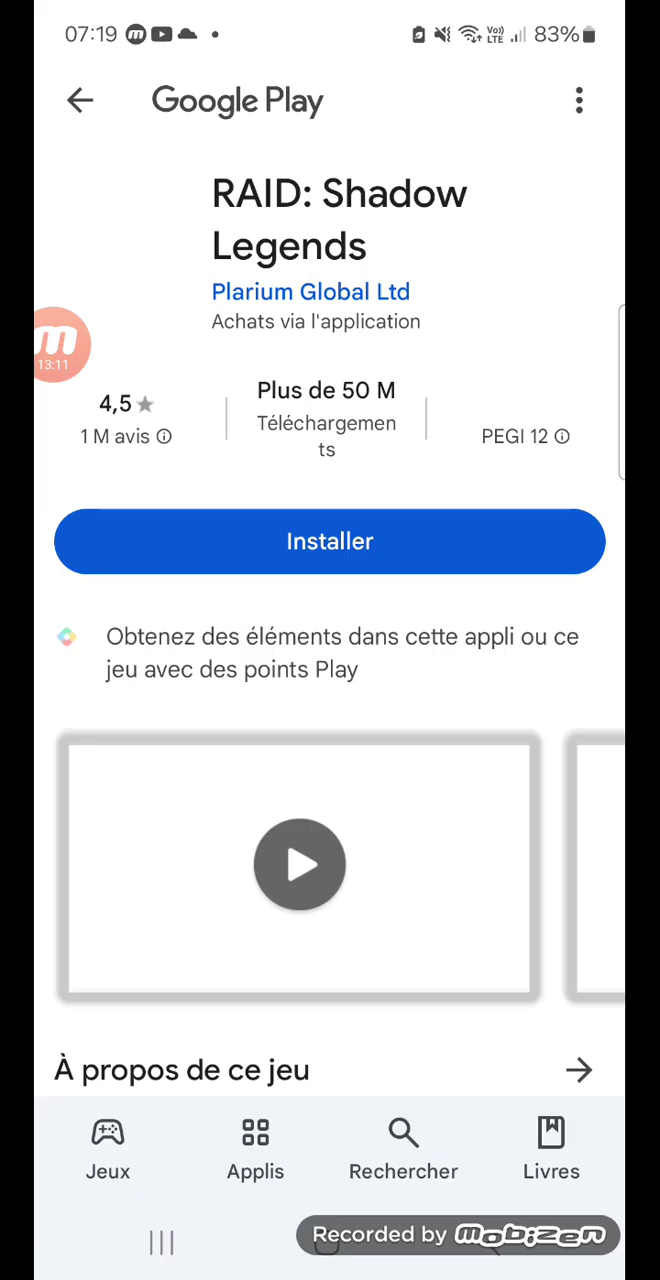 07:19
Vo))
LTE
83%
Google Play
RAID: Shadow
Legends
Plarium Global Ltd
Achats via l'application
m
13:11
4,5
1 M avis
Plus de 50 M
Téléchargemen
ts
PEGI 12
Installer
Obtenez des éléments dans cette appli ou ce
jeu avec des points Play
À propos de ce jeu
Jeux
Applis
Rechercher
Livres
Recorded by mobizen